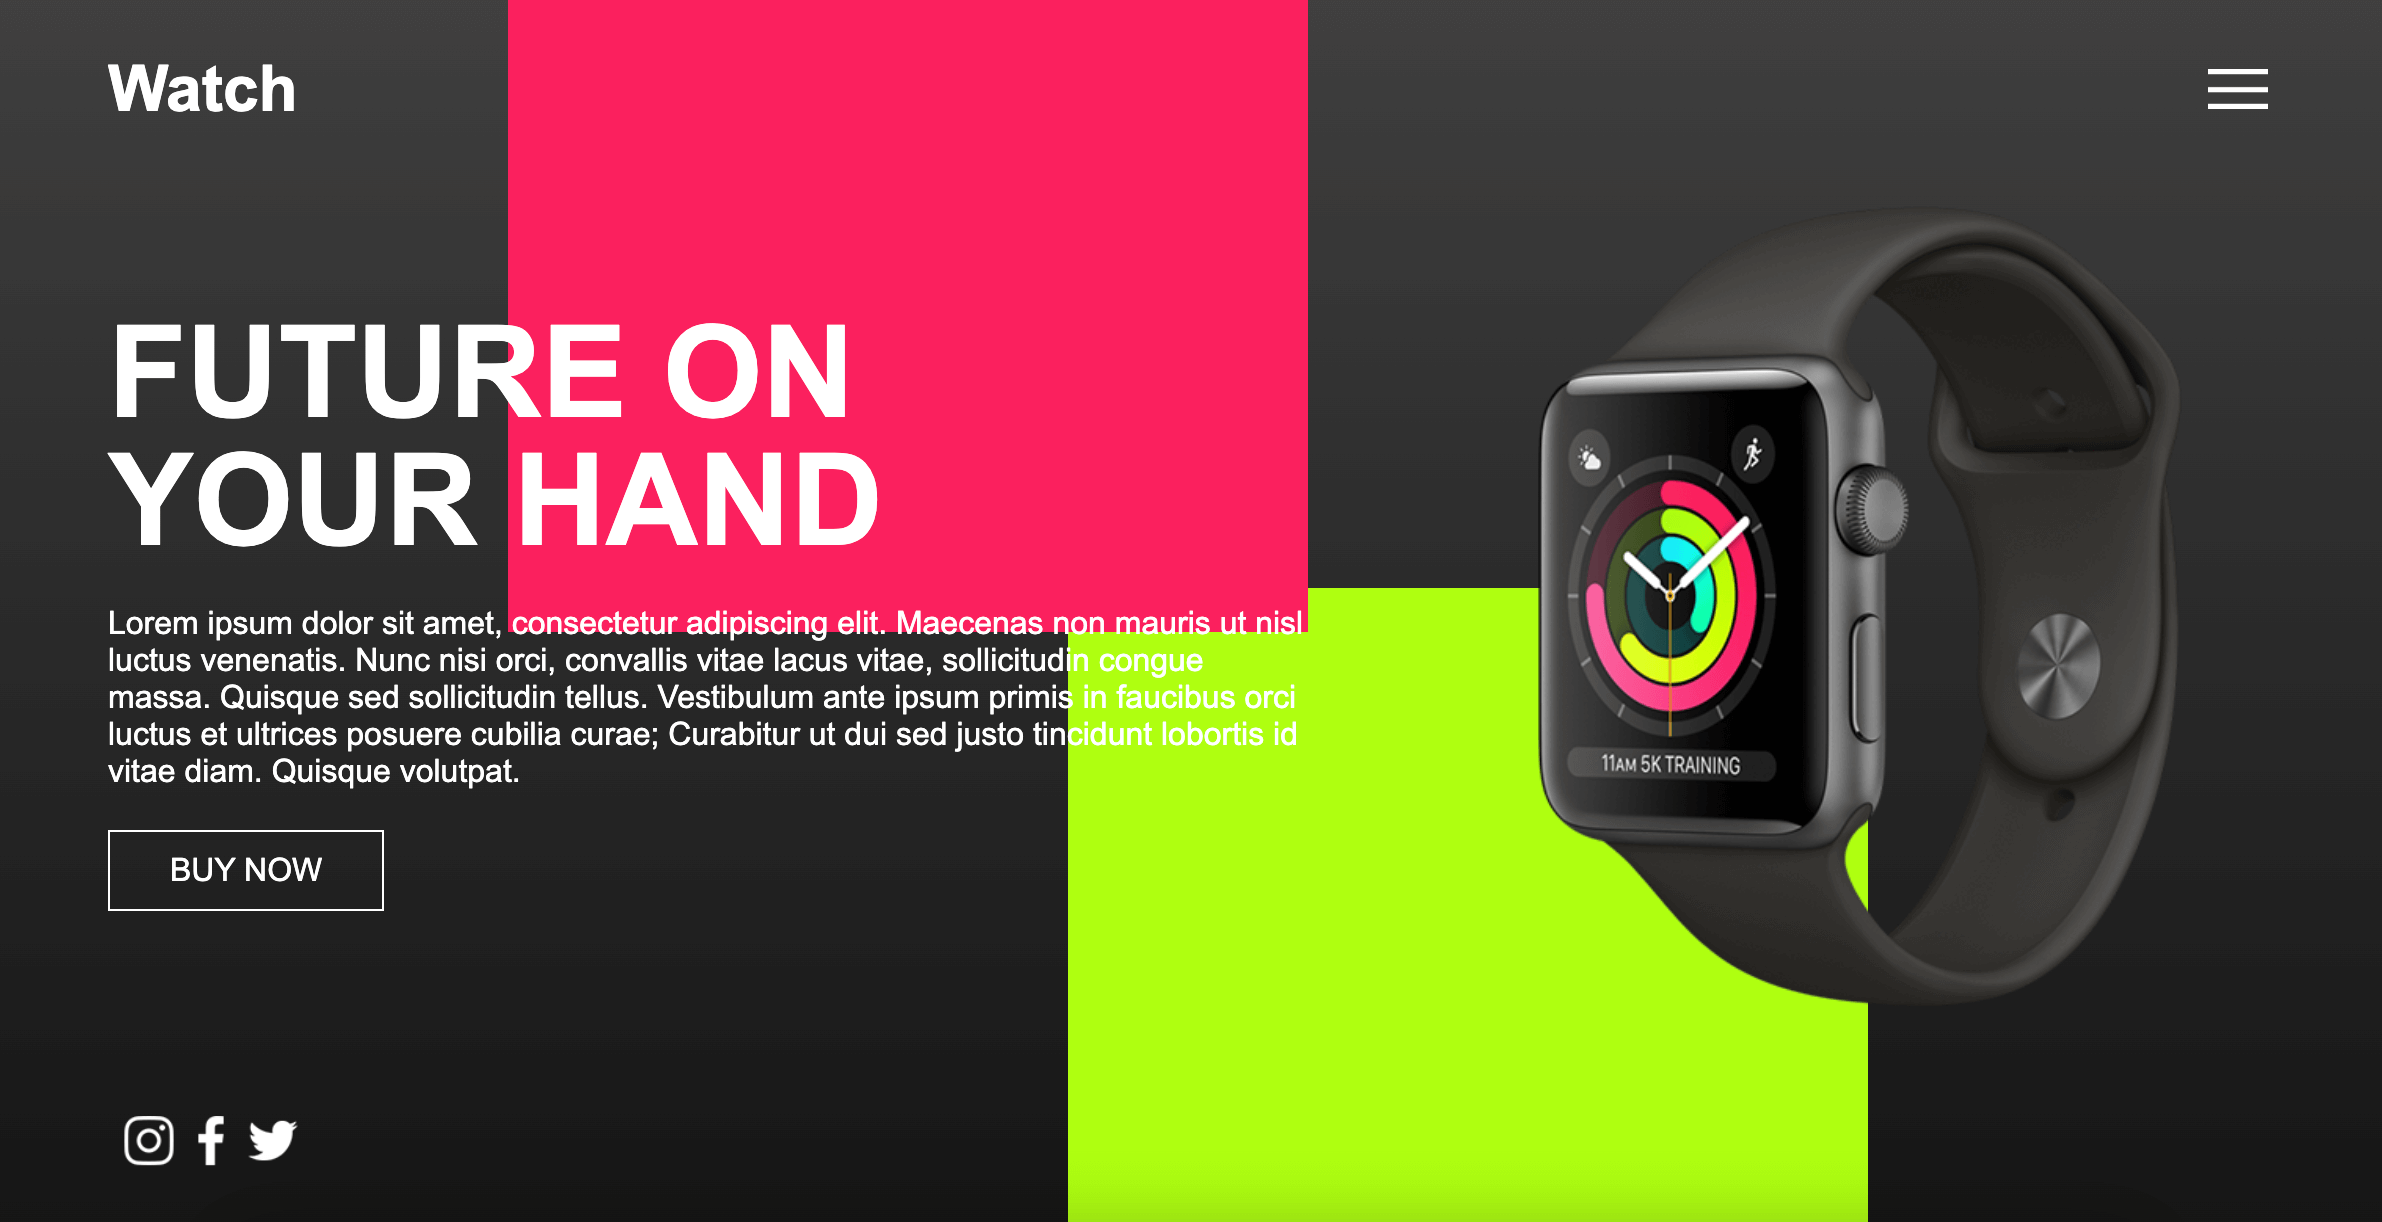 Watch
FUTURE ON
YOUR HAND
Lorem ipsum dolor sit amet, consectetur adipiscing elit. Maecenas non mauris ut nisl
luctus venenatis. Nunc nisi orci, convallis vitae lacus vitae, sollicitudin congue
massa. Quisque sed sollicitudin tellus. Vestibulum ante ipsum primis in faucibus orci
luctus et ultrices posuere cubilia curae; Curabitur ut dui sed justo tincidunt lobortis id
vitae diam. Quisque volutpat.
BUY NOW
11AM 5K TRAINING